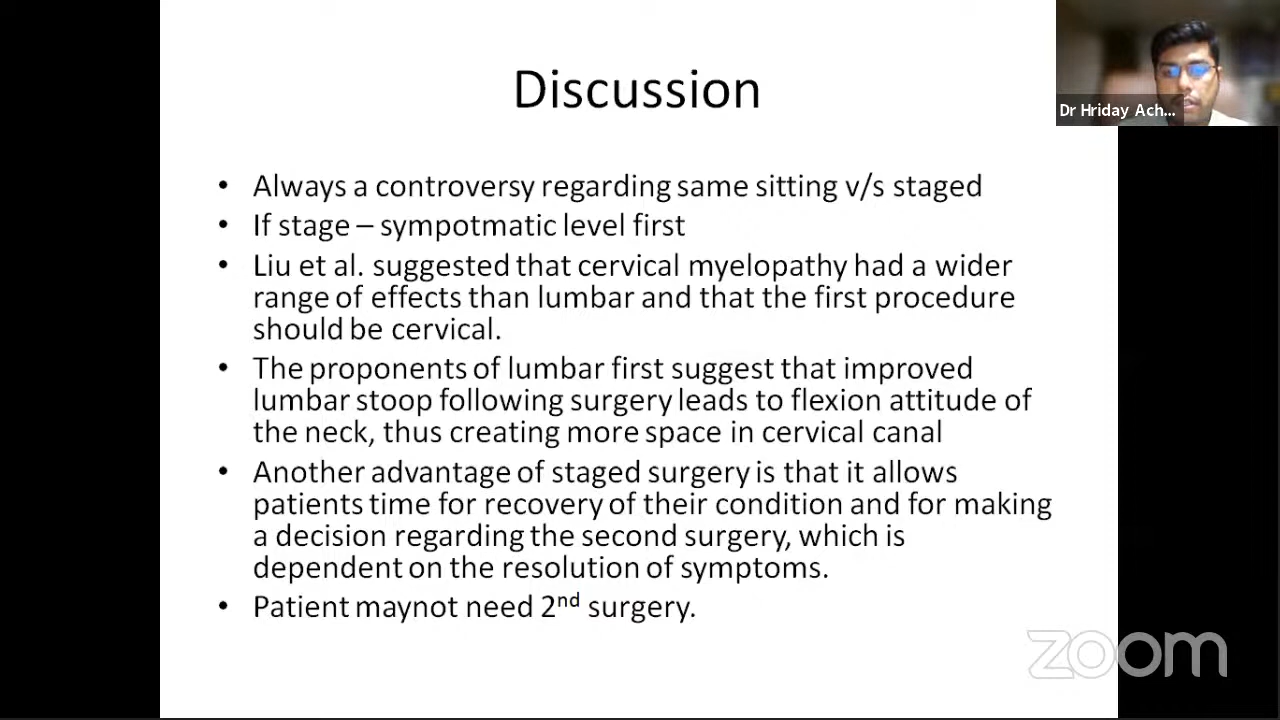 Discussion
Dr Hriday Ach...
• Always a controversy regarding same sitting v/s staged
• If stage – sympotmatic level first
• Liu et al. suggested that cervical myelopathy had a wider
range of effects than lumbar and that the first procedure
should be cervical.
• The proponents of lumbar first suggest that improved
lumbar stoop following surgery leads to flexion attitude of
the neck, thus creating more space in cervical canal
• Another advantage of staged surgery is that it allows
patients time for recovery of their condition and for making
a decision regarding the second surgery, which is
dependent on the resolution of symptoms.
• Patient maynot need 2nd surgery.
zoom